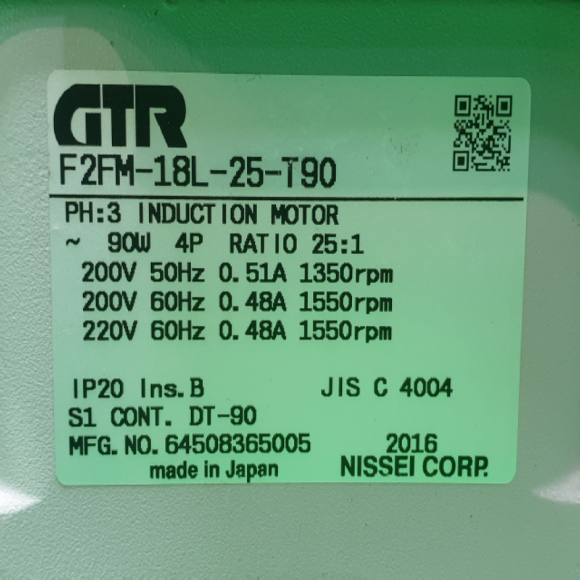 GTR
F2FM-18L-25-T90
PH:3 INDUCTION MOTOR
~ 90W 4P RATIO 25:1
200V 50Hz 0.51A 1350rpm
200V 60Hz 0.48A 1550rpm
220V 60Hz 0.48A 1550rpm
IP20 Ins.B JIS C 4004
S1 CONT. DT-90
MFG.NO.64508365005 2016
made in Japan NISSEI CORP.